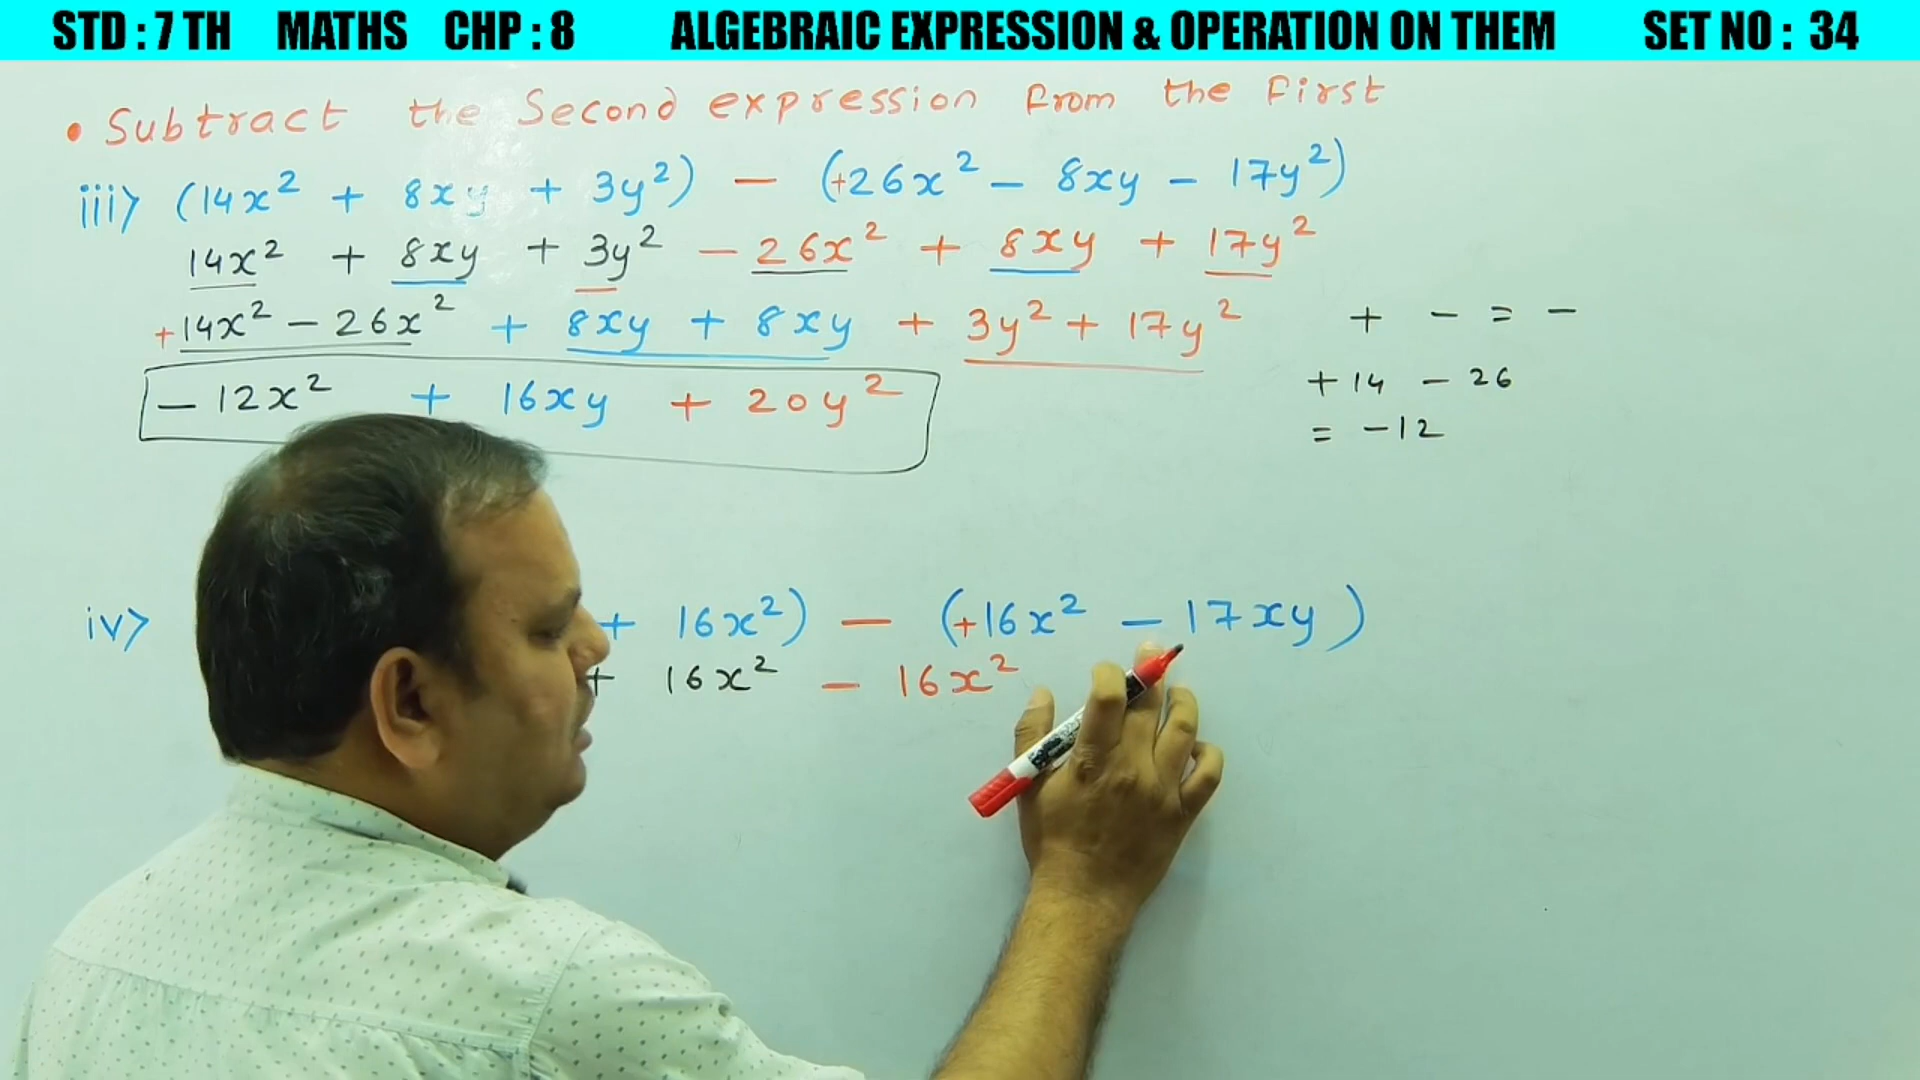 STD : 7 TH MATHS CHP : 8 ALGEBRAIC EXPRESSION & OPERATION ON THEM SET NO : 34
• Subtract the Second expression from the First
iii> (14x² + 8xy + 3y²) − (+26x² − 8xy − 17y²)
14x² + 8xy + 3y² − 26x² + 8xy + 17y²
+14x² − 26x² + 8xy + 8xy + 3y² + 17y²
+ − = −
+14 − 26
− 12x² + 16xy + 20y²
= −12
iv> + 16x²) − (+16x² − 17xy)
+ 16x² − 16x²